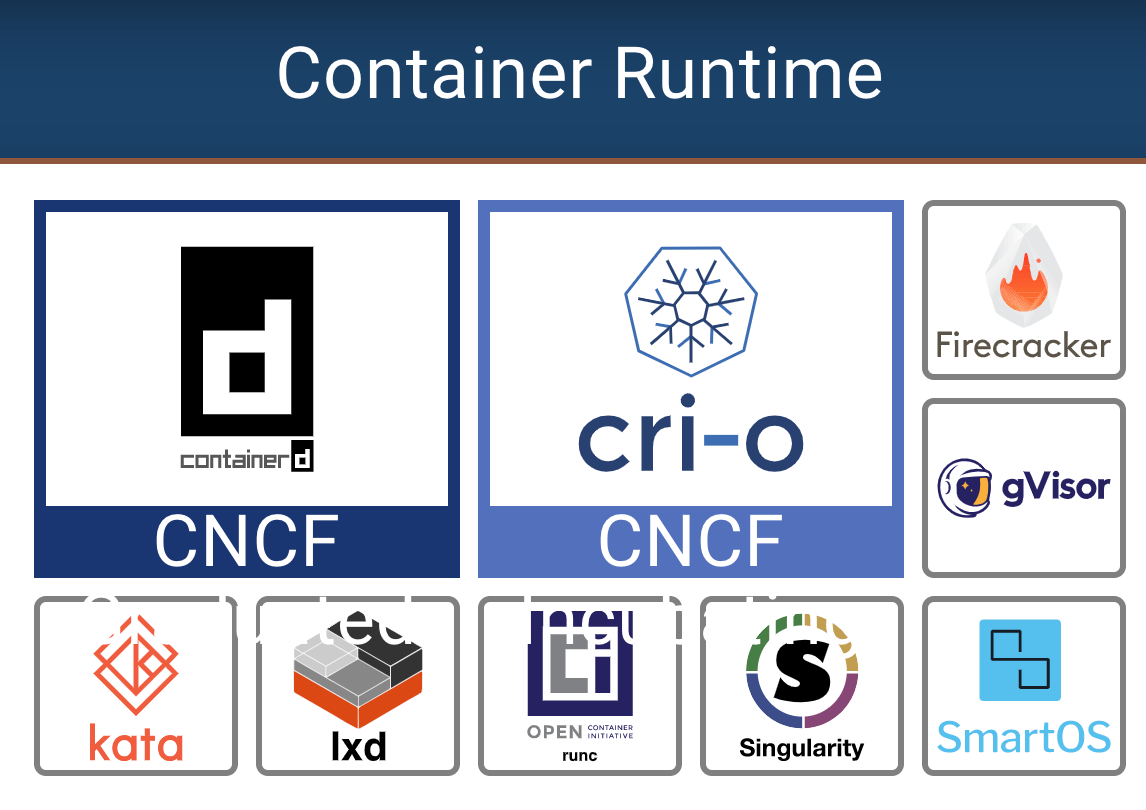 Container Runtime
containerd
cri-o
Firecracker
gVisor
CNCF
CNCF
Graduated
Incubating
kata
lxd
OPEN CONTAINER
INITIATIVE
runc
S
Singularity
SmartOS